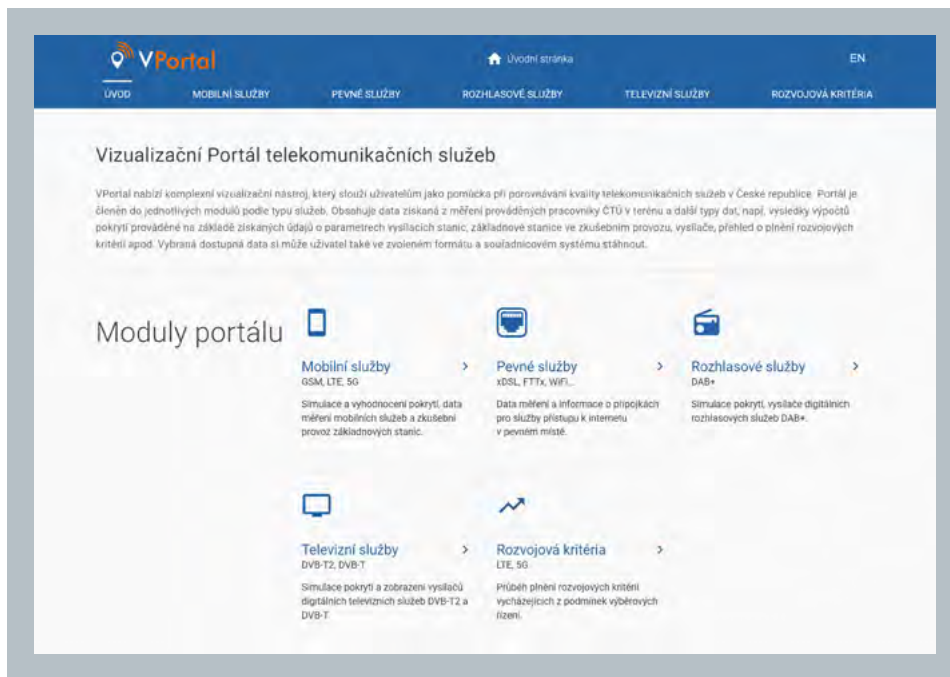 VPortal
Úvodní stránka
EN
ÚVOD
MOBILNÍ SLUŽBY
PEVNÉ SLUŽBY
ROZHLASOVÉ SLUŽBY
TELEVIZNÍ SLUŽBY
ROZVOJOVÁ KRITÉRIA
Vizualizační Portál telekomunikačních služeb
VPortal nabízí komplexní vizualizační nástroj, který slouží uživatelům jako pomůcka při porovnávání kvality telekomunikačních služeb v České republice. Portál je
členěn do jednotlivých modulů podle typu služeb. Obsahuje data získaná z měření prováděných pracovníky ČTÚ v terénu a další typy dat, např. výsledky výpočtů
pokrytí prováděné na základě získaných údajů o parametrech vysílacích stanic, základnové stanice ve zkušebním provozu, vysílače, přehled o plnění rozvojových
kritérií apod. Vybraná dostupná data si může uživatel také ve zvoleném formátu a souřadnicovém systému stáhnout.
Moduly portálu
Mobilní služby
GSM, LTE, 5G
Simulace a vyhodnocení pokrytí, data
měření mobilních služeb a zkušební
provoz základnových stanic.
Pevné služby
xDSL, FTTx, WiFi...
Data měření a informace o přípojkách
pro služby přístupu k internetu
v pevném místě.
Rozhlasové služby
DAB+
Simulace pokrytí, vysílače digitálních
rozhlasových služeb DAB+.
Televizní služby
DVB-T2, DVB-T
Simulace pokrytí a zobrazení vysílačů
digitálních televizních služeb DVB-T2 a
DVB-T
Rozvojová kritéria
LTE, 5G
Průběh plnění rozvojových kritérií
vycházejících z podmínek výběrových
řízení.